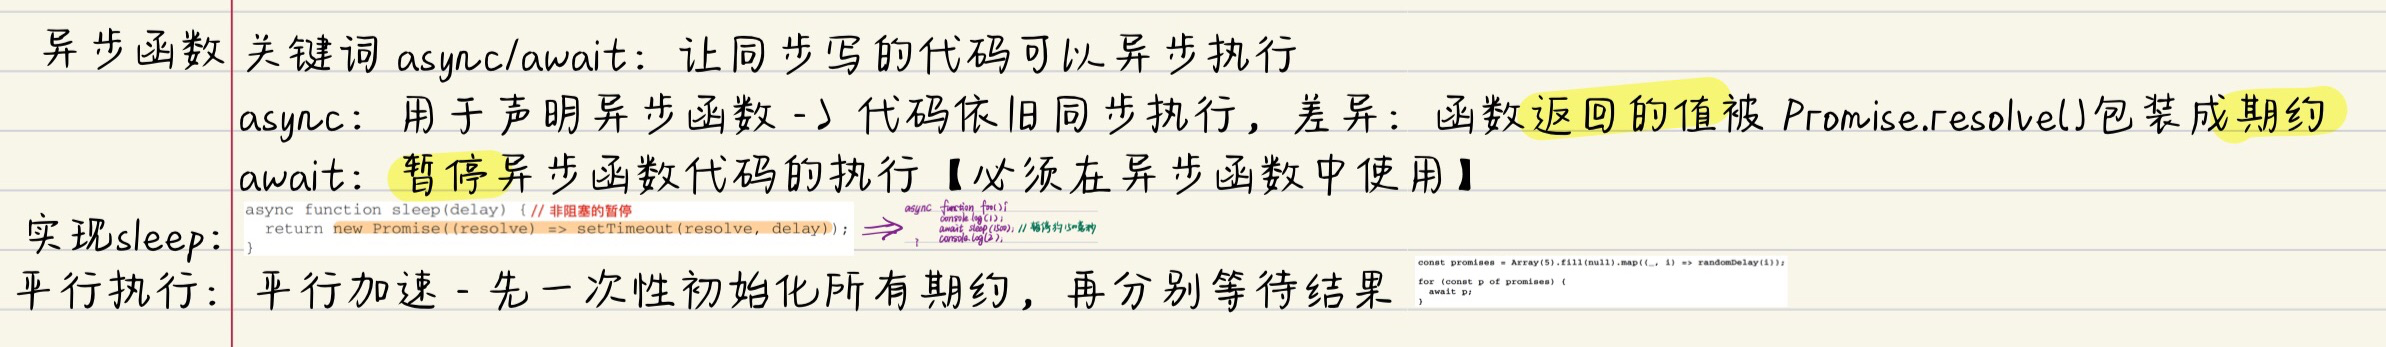 异步函数 关键词 async/await：让同步写的代码可以异步执行
async：用于声明异步函数 -> 代码依旧同步执行，差异：函数返回的值被 Promise.resolve()包装成期约
await：暂停异步函数代码的执行【必须在异步函数中使用】
实现sleep：
async function sleep(delay) { // 非阻塞的暂停
return new Promise((resolve) => setTimeout(resolve, delay));
}
async function foo(){
console.log(1);
await sleep(1500); // 暂停约1500毫秒
console.log(2);
}
平行执行：平行加速 - 先一次性初始化所有期约，再分别等待结果
const promises = Array(5).fill(null).map((_, i) => randomDelay(i));
for (const p of promises) {
await p;
}